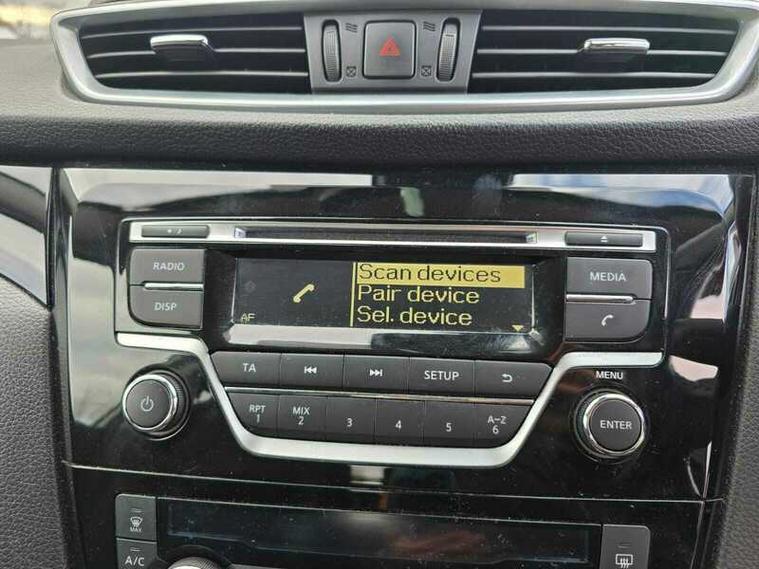 RADIO
DISP
Scan devices
Pair device
Sel. device
AF
MEDIA
TA
SETUP
MENU
RPT
1
MIX
2
3
4
5
A-Z
6
ENTER
MAX
A/C